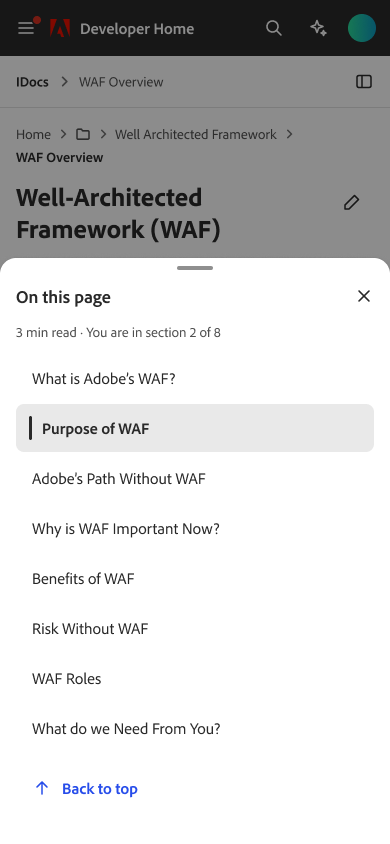 Developer Home
IDocs > WAF Overview
Home > Well Architected Framework >
WAF Overview
Well-Architected
Framework (WAF)
On this page
3 min read · You are in section 2 of 8
What is Adobe’s WAF?
Purpose of WAF
Adobe's Path Without WAF
Why is WAF Important Now?
Benefits of WAF
Risk Without WAF
WAF Roles
What do we Need From You?
Back to top